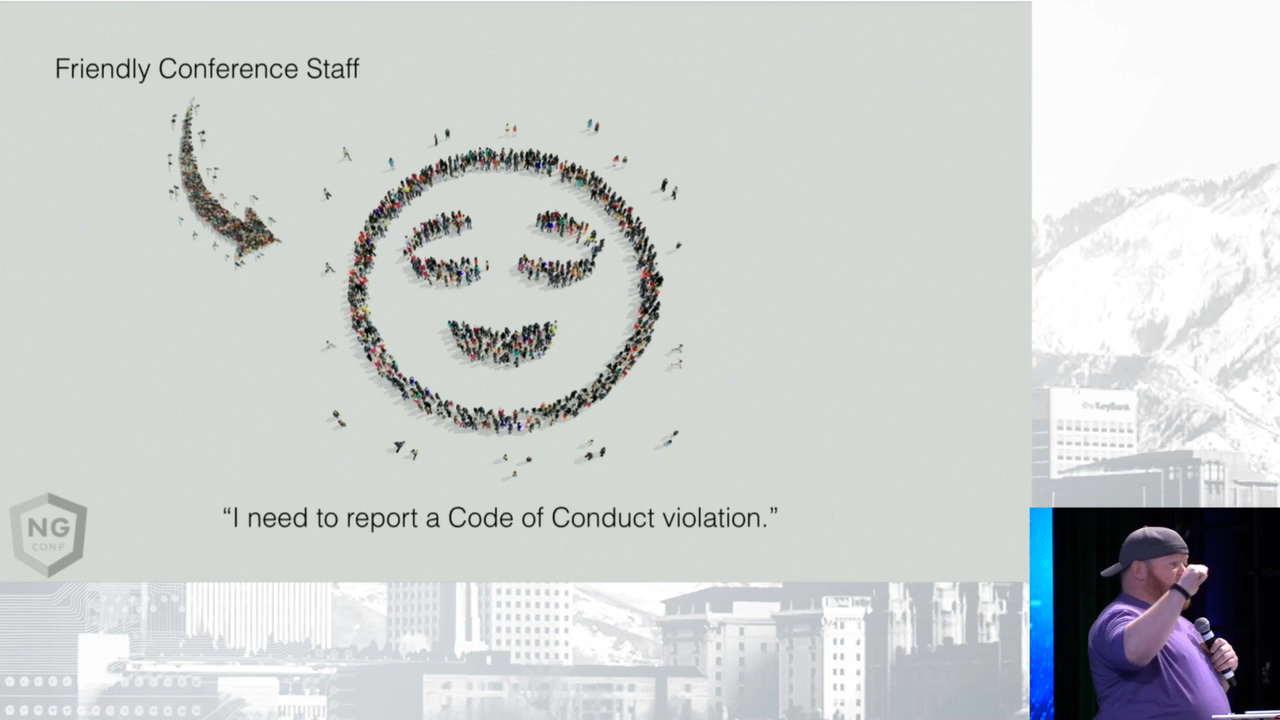 Friendly Conference Staff
“I need to report a Code of Conduct violation.”
NG
CONF
KeyBank